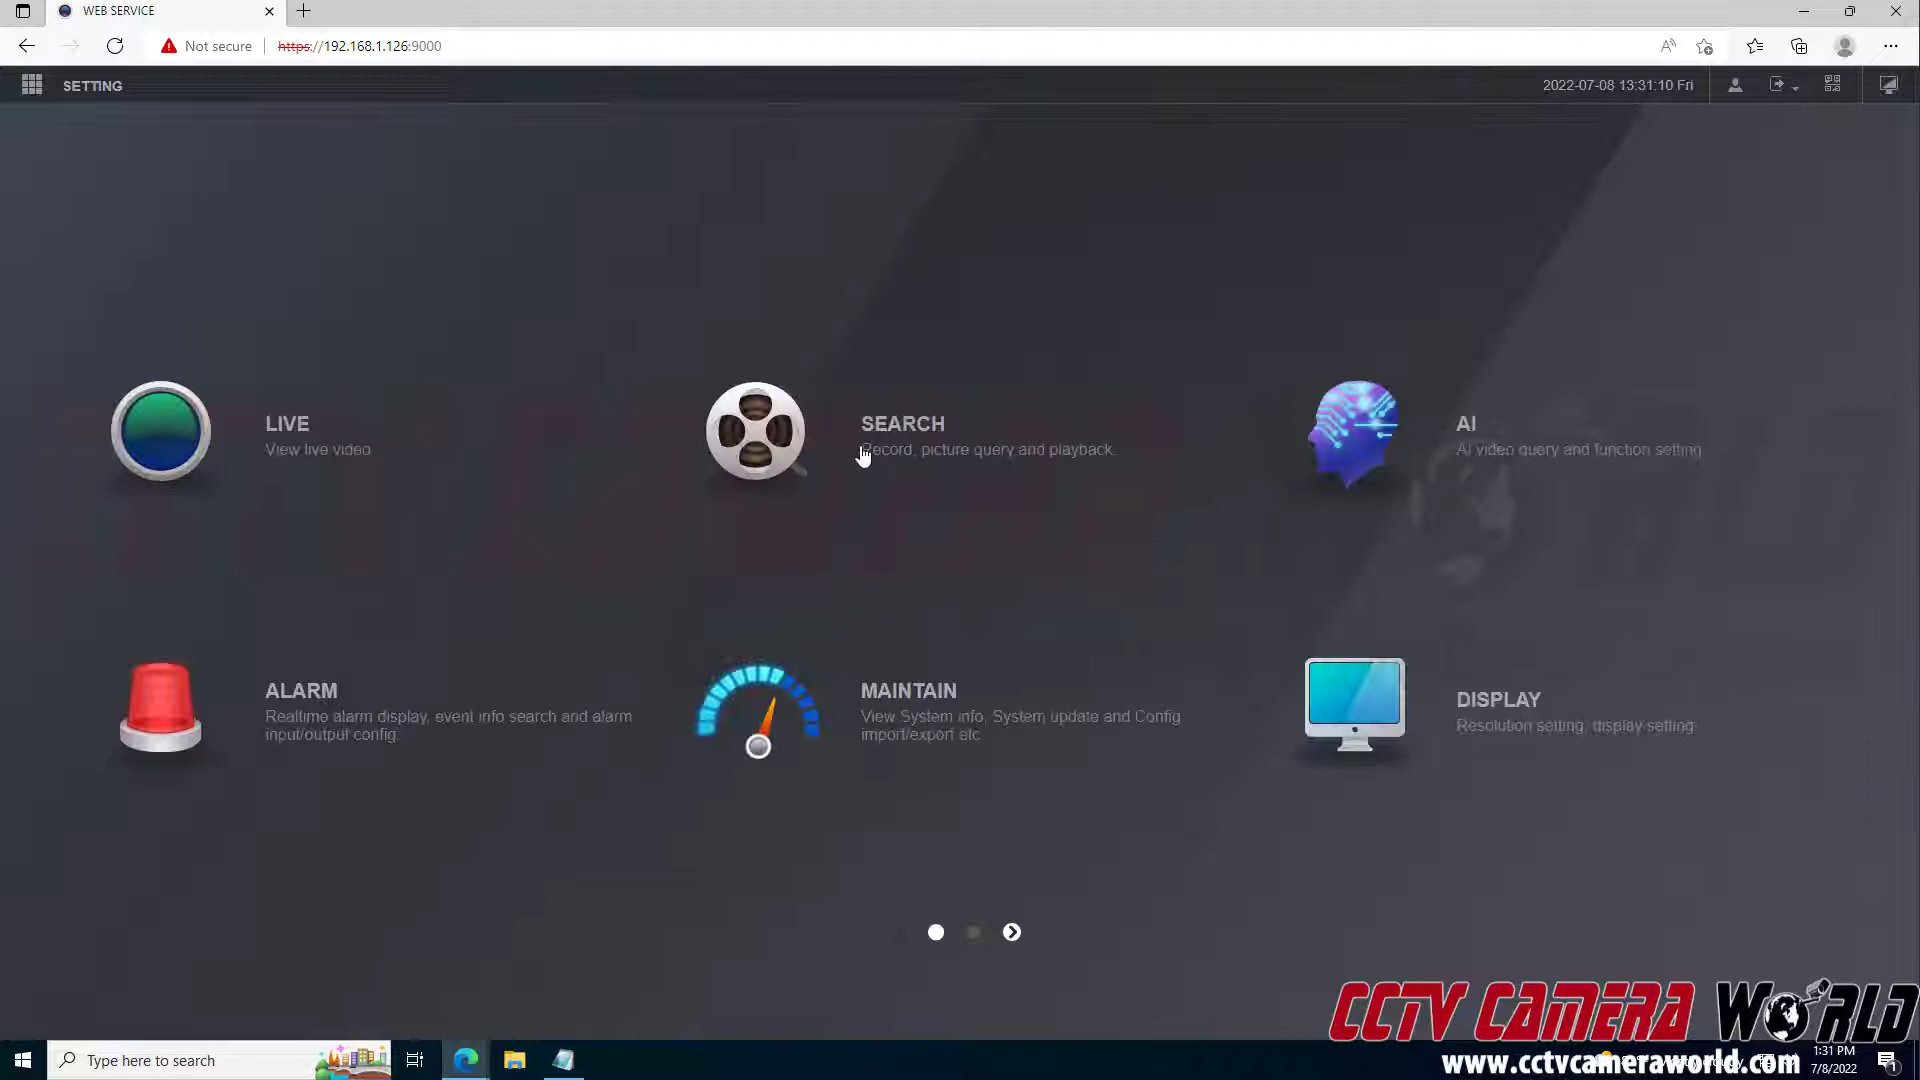 WEB SERVICE
Not secure
https://192.168.1.126:9000
SETTING
2022-07-08 13:31:10 Fri
LIVE
View live video
SEARCH
Record, picture query and playback.
AI
AI video query and function setting
ALARM
Realtime alarm display, event info search and alarm
input/output config.
MAINTAIN
View System info, System update and Config
import/export etc
DISPLAY
Resolution setting, display setting
CCTV CAMERA WORLD
www.cctvcameraworld.com
Type here to search
1:31 PM
7/8/2022
1